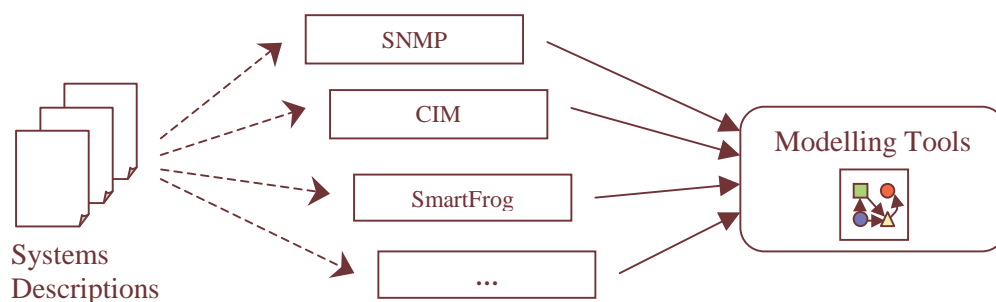 SNMP
CIM
SmartFrog
...
Systems
Descriptions
Modelling Tools